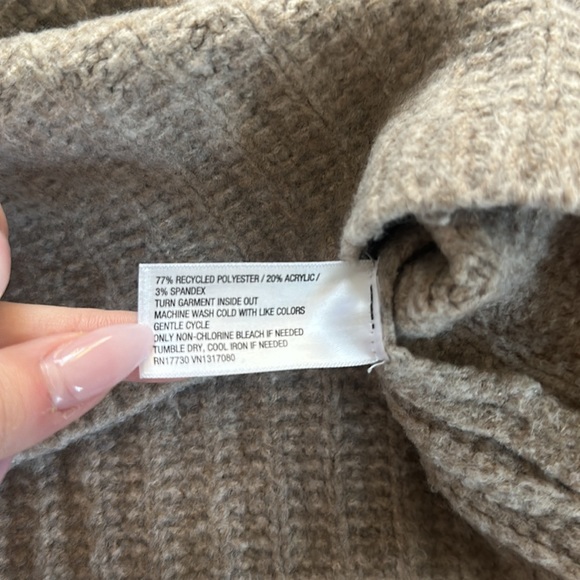 77% RECYCLED POLYESTER / 20% ACRYLIC /
3% SPANDEX
TURN GARMENT INSIDE OUT
MACHINE WASH COLD WITH LIKE COLORS
GENTLE CYCLE
ONLY NON-CHLORINE BLEACH IF NEEDED
TUMBLE DRY, COOL IRON IF NEEDED
RN17730 VN1317080